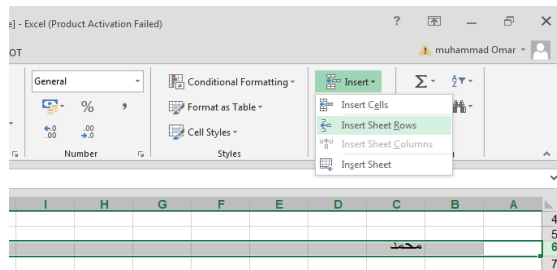 e] - Excel (Product Activation Failed)
?
OT
muhammad Omar
General
Conditional Formatting
Insert
% ,
Format as Table
Insert Cells
Cell Styles
Insert Sheet Rows
Insert Sheet Columns
Number
Styles
Insert Sheet
I H G F E D C B A
4
5
محمد
6
7